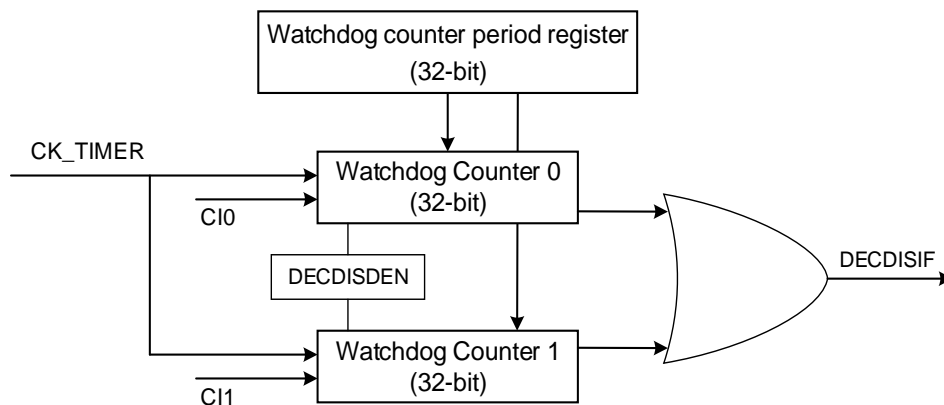 Watchdog counter period register
(32-bit)
CK_TIMER
Watchdog Counter 0
(32-bit)
CI0
DECDISDEN
DECDISIF
Watchdog Counter 1
(32-bit)
CI1